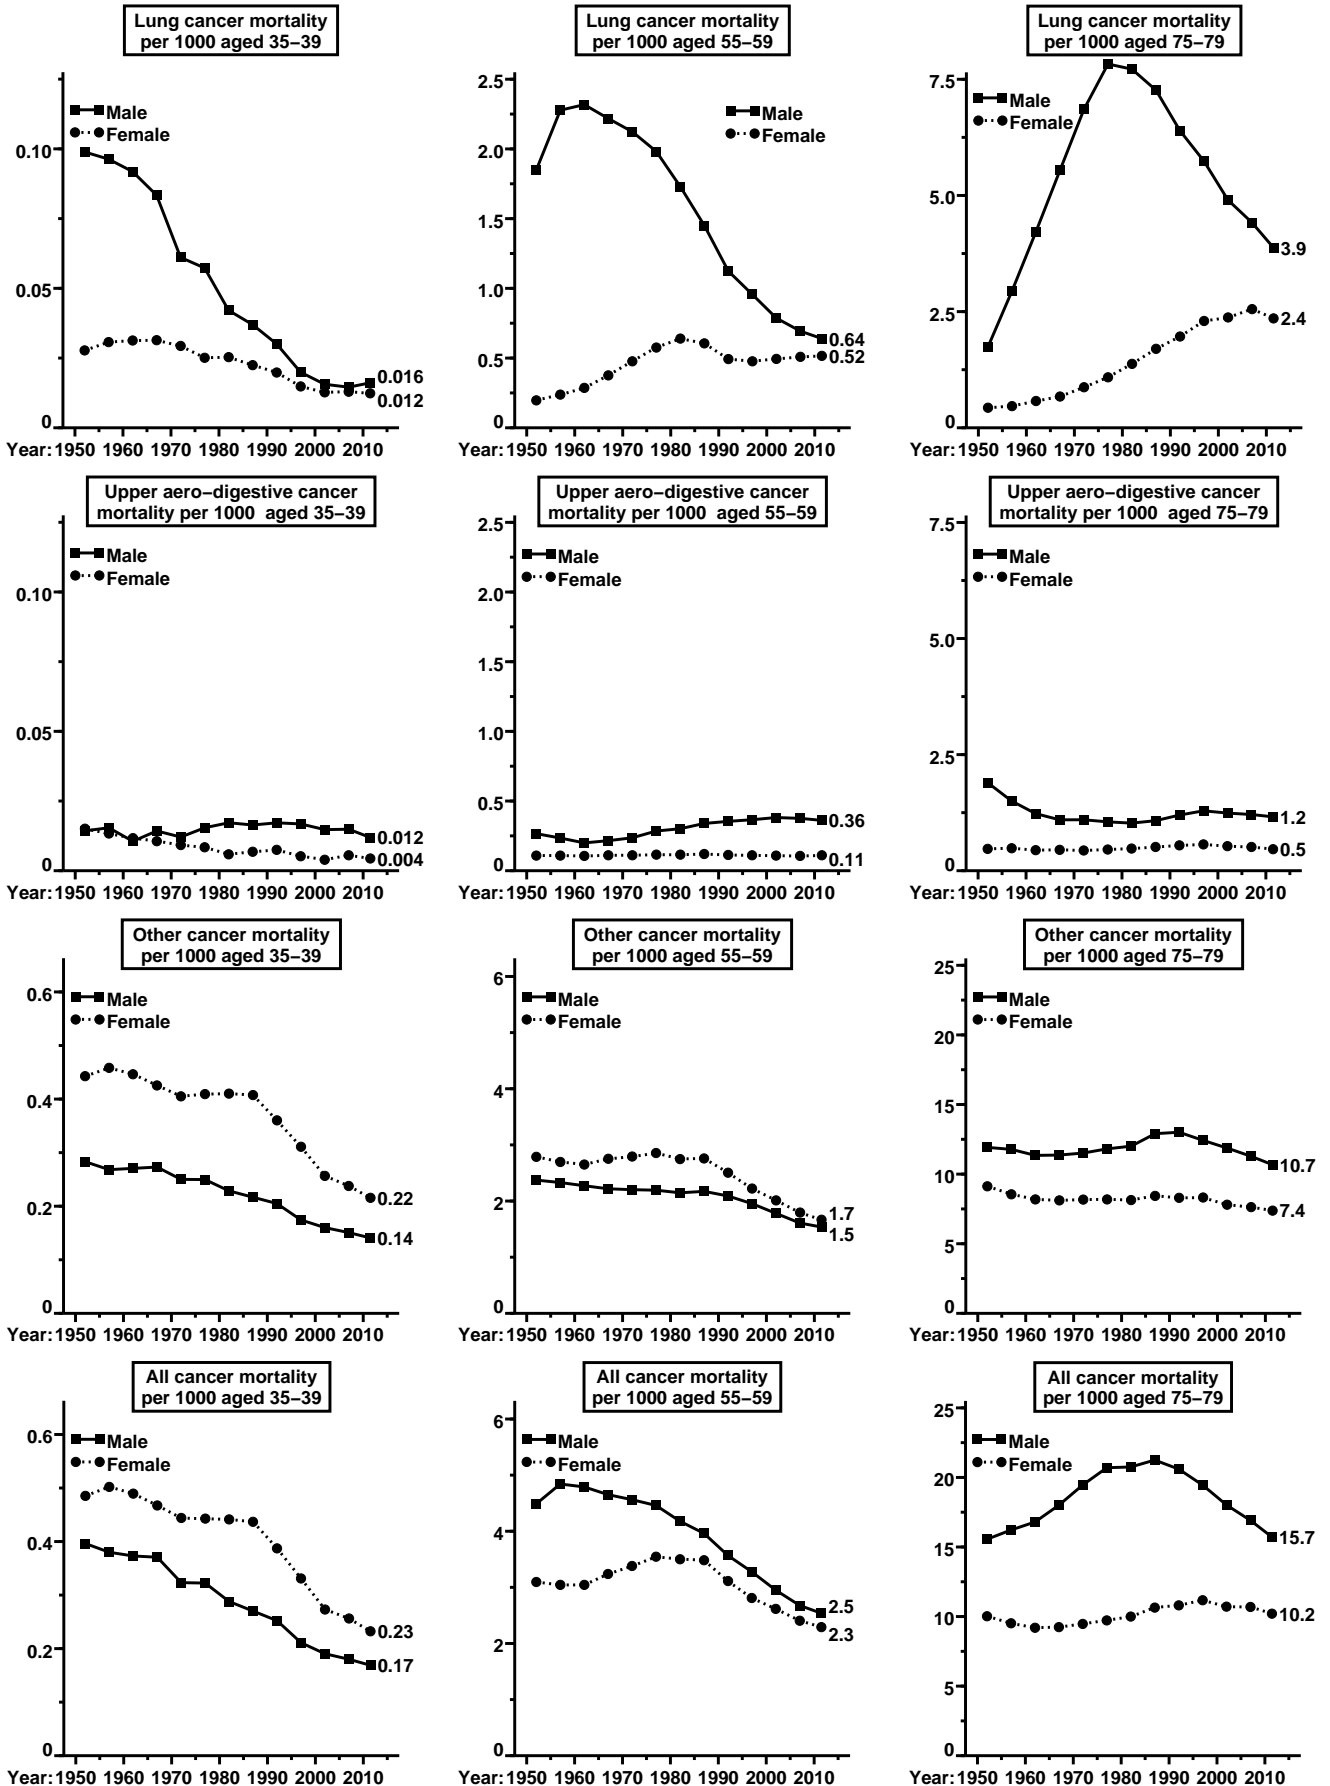 Lung cancer mortality
per 1000 aged 35–39
Male
Female
0.10
0.05
0
0.016
0.012
Year: 1950 1960 1970 1980 1990 2000 2010
Lung cancer mortality
per 1000 aged 55–59
2.5
Male
Female
2.0
1.5
1.0
0.5
0
0.64
0.52
1950 1960 1970 1980 1990 2000 2010
Lung cancer mortality
per 1000 aged 75–79
7.5
Male
Female
5.0
2.5
0
3.9
2.4
Year: 1950 1960 1970 1980 1990 2000 2010
Upper aero–digestive cancer
mortality per 1000 aged 35–39
Male
Female
0.10
0.05
0
0.012
0.004
Year: 1950 1960 1970 1980 1990 2000 2010
Upper aero–digestive cancer
mortality per 1000 aged 55–59
2.5
Male
Female
2.0
1.5
1.0
0.5
0
0.36
0.11
1950 1960 1970 1980 1990 2000 2010
Upper aero–digestive cancer
mortality per 1000 aged 75–79
7.5
Male
Female
5.0
2.5
0
1.2
0.5
Year: 1950 1960 1970 1980 1990 2000 2010
Other cancer mortality
per 1000 aged 35–39
0.6
Male
Female
0.4
0.2
0
0.22
0.14
Year: 1950 1960 1970 1980 1990 2000 2010
Other cancer mortality
per 1000 aged 55–59
6
Male
Female
4
2
0
1.7
1.5
1950 1960 1970 1980 1990 2000 2010
Other cancer mortality
per 1000 aged 75–79
25
Male
Female
20
15
10
5
0
10.7
7.4
Year: 1950 1960 1970 1980 1990 2000 2010
All cancer mortality
per 1000 aged 35–39
0.6
Male
Female
0.4
0.2
0
0.23
0.17
Year: 1950 1960 1970 1980 1990 2000 2010
All cancer mortality
per 1000 aged 55–59
6
Male
Female
4
2
0
2.5
2.3
1950 1960 1970 1980 1990 2000 2010
All cancer mortality
per 1000 aged 75–79
25
Male
Female
20
15
10
5
0
15.7
10.2
Year: 1950 1960 1970 1980 1990 2000 2010